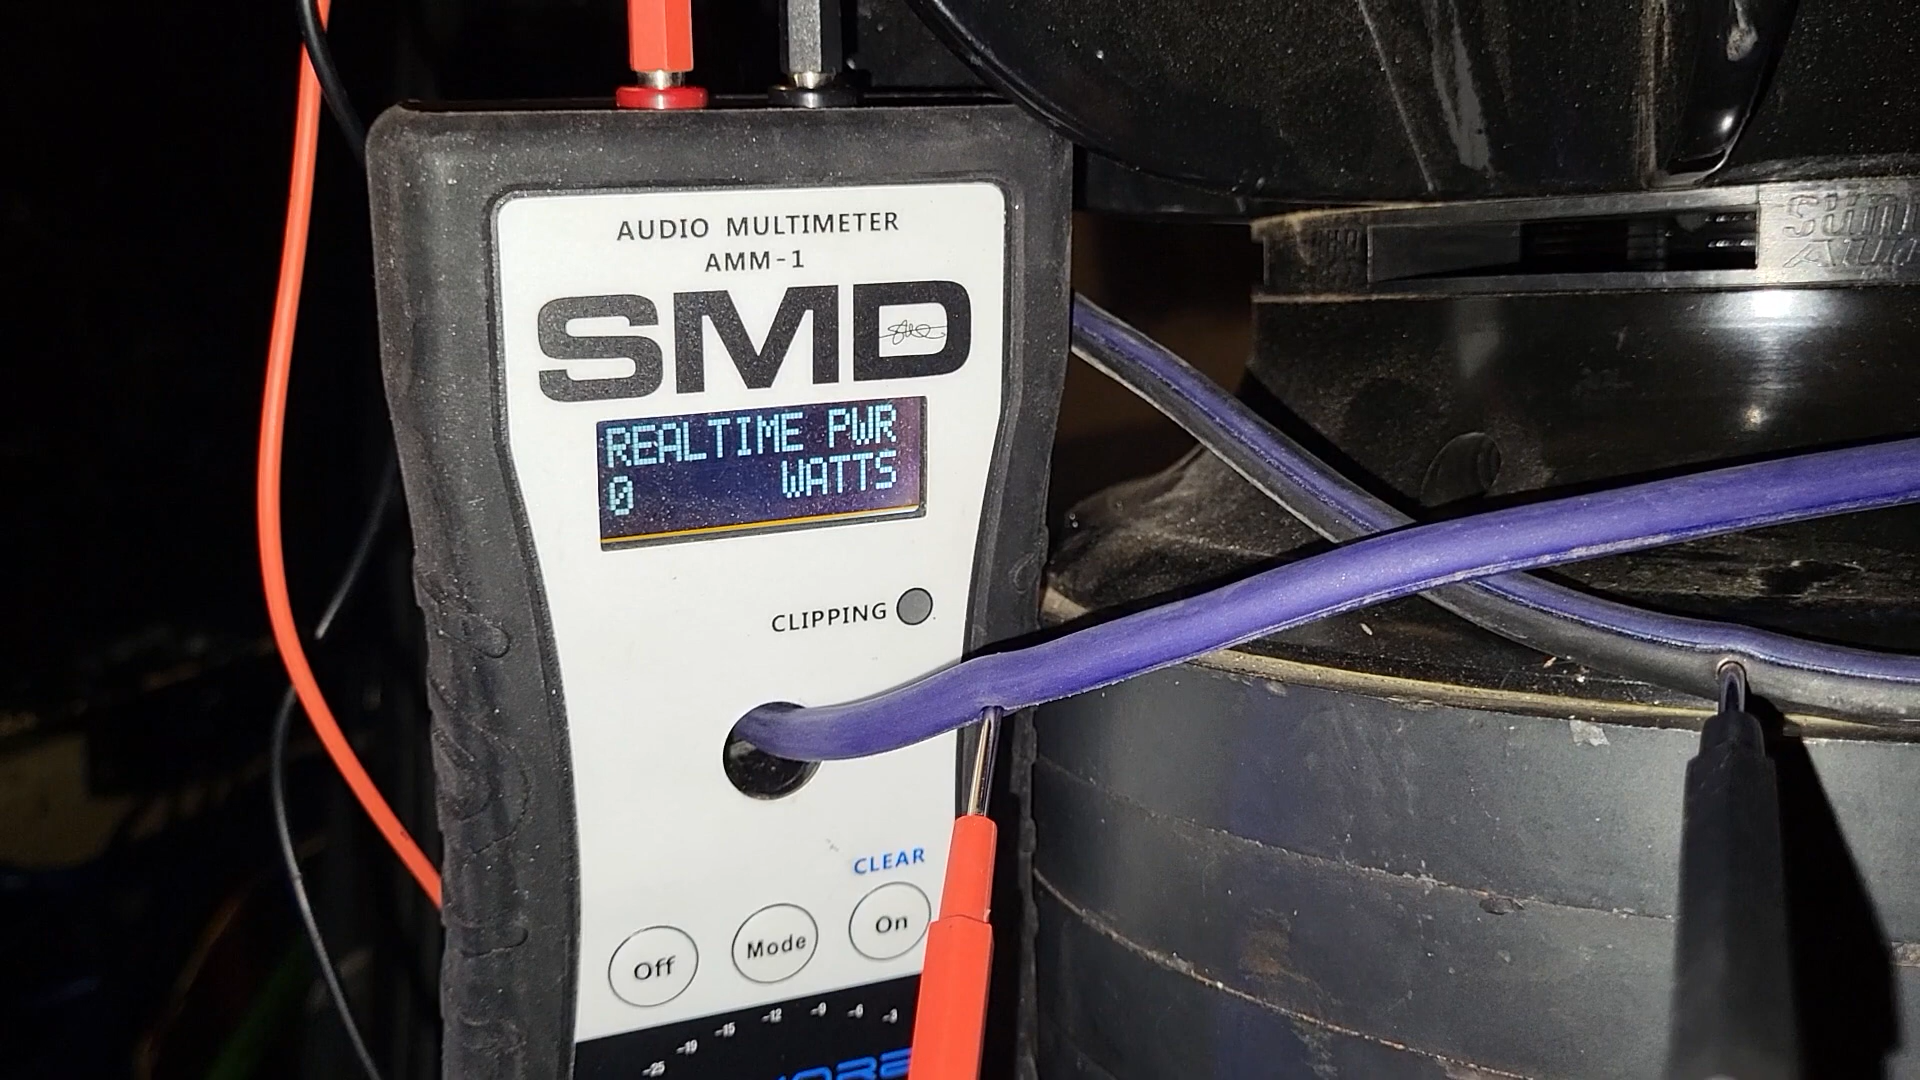 AUDIO MULTIMETER
AMM-1
SMD
REALTIME PWR
0 WATTS
CLIPPING
CLEAR
Off Mode On
-25 -19 -15 -12 -9 -6 -3